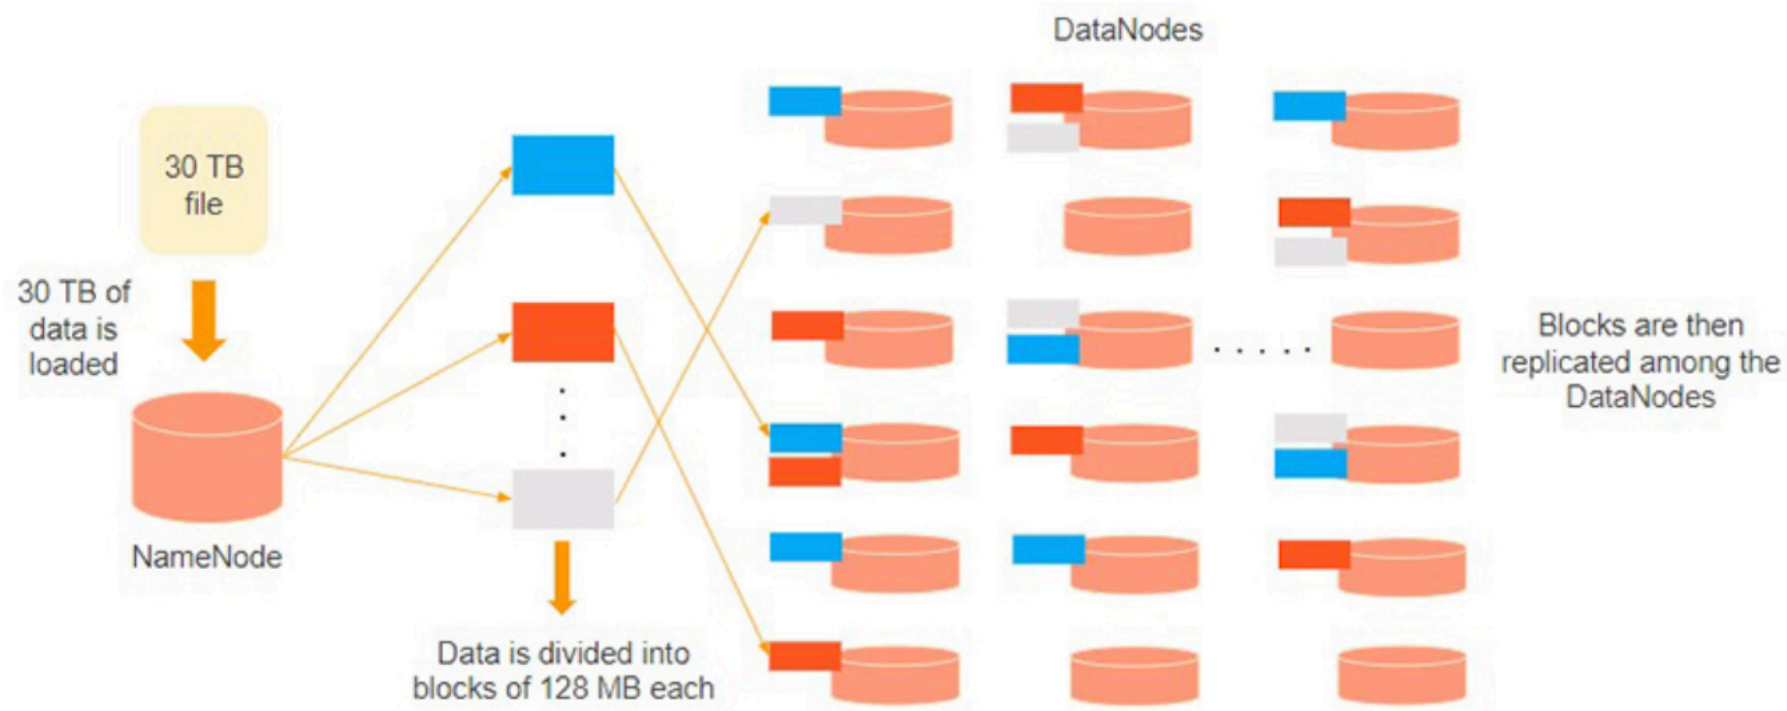 DataNodes
30 TB
file
30 TB of
data is
loaded
NameNode
Data is divided into
blocks of 128 MB each
Blocks are then
replicated among the
DataNodes